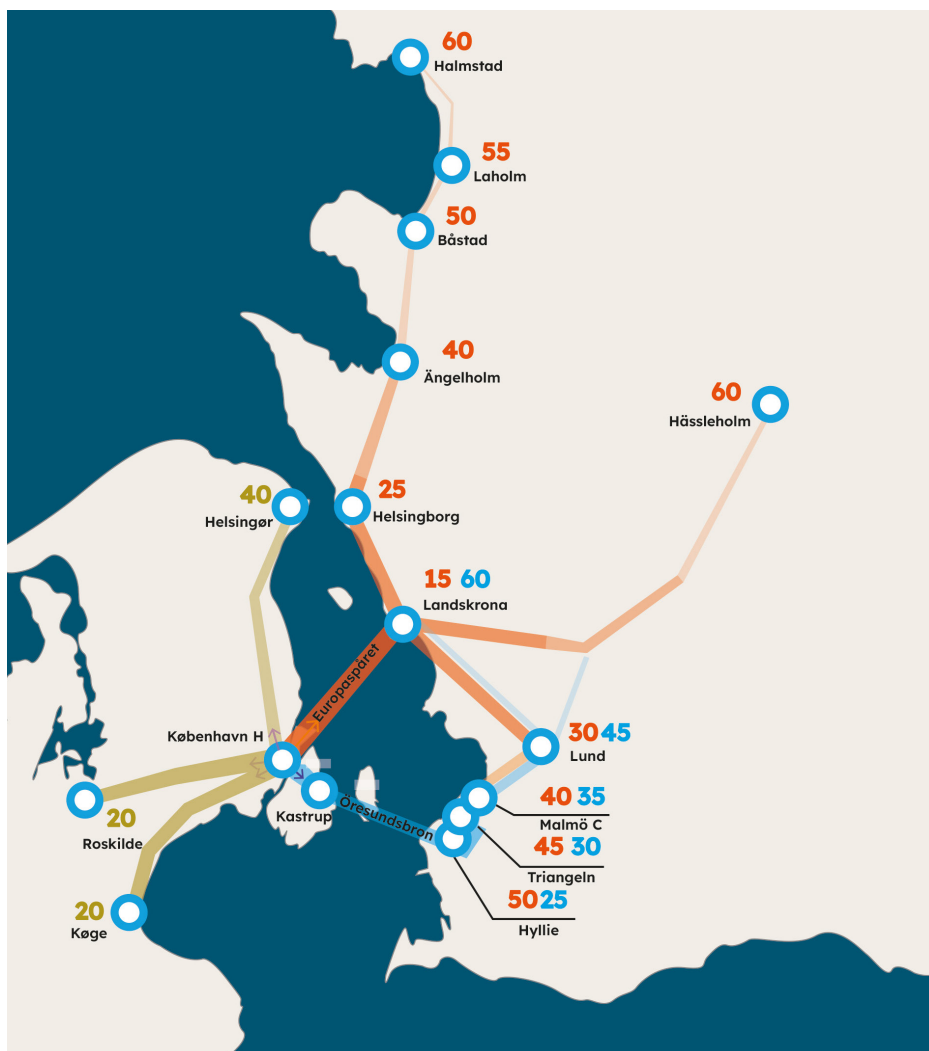 60
Halmstad
55
Laholm
50
Båstad
40
Ängelholm
60
Hässleholm
40
Helsingør
25
Helsingborg
15 60
Landskrona
Europaspåret
København H
30 45
Lund
Kastrup
Öresundsbron
40 35
Malmö C
20
Roskilde
45 30
Triangeln
50 25
Hyllie
20
Køge